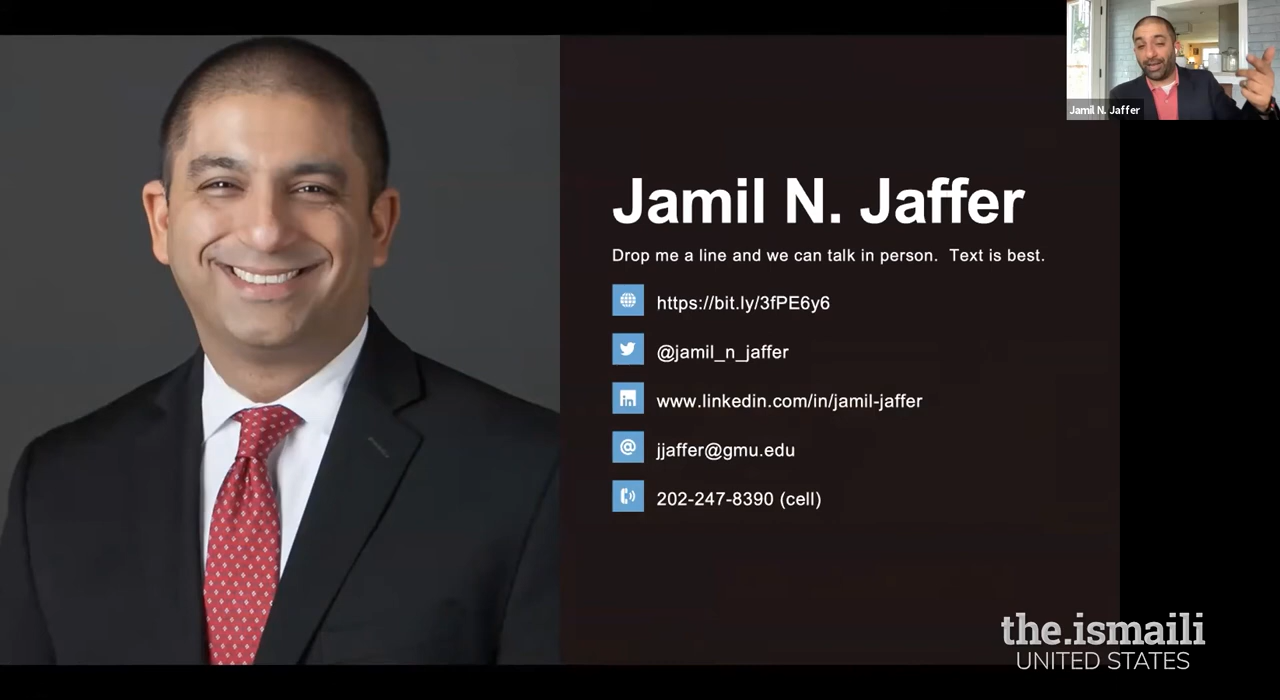 Jamil N. Jaffer
Jamil N. Jaffer
Drop me a line and we can talk in person.  Text is best.
https://bit.ly/3fPE6y6
@jamil_n_jaffer
www.linkedin.com/in/jamil-jaffer
jjaffer@gmu.edu
202-247-8390 (cell)
the.ismaili
UNITED STATES